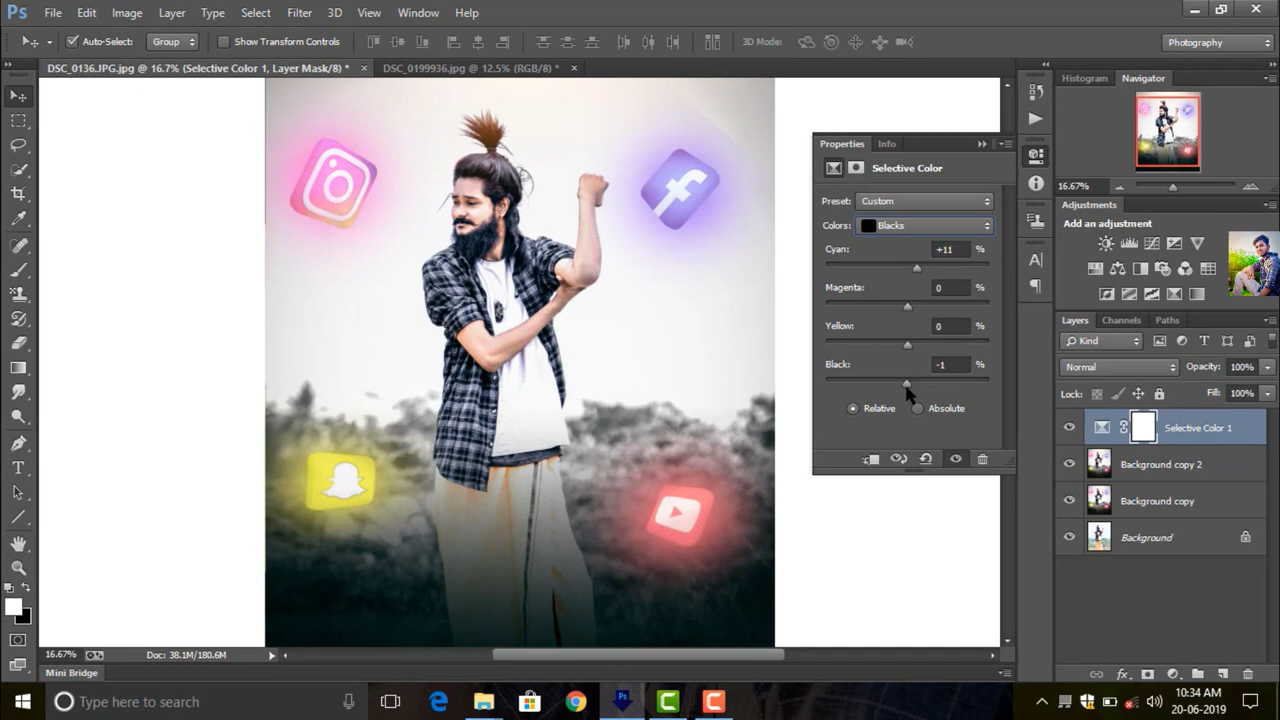 Ps File Edit Image Layer Type Select Filter 3D View Window Help
Auto-Select: Group Show Transform Controls 3D Mode: Photography
DSC_0136.JPG.jpg @ 16.7% (Selective Color 1, Layer Mask/8) * × DSC_0199936.jpg @ 12.5% (RGB/8) * ×
Histogram Navigator
16.67%
Properties Info
Selective Color
Preset: Custom
Colors: Blacks
Cyan: +11 %
Magenta: 0 %
Yellow: 0 %
Black: -1 %
Relative Absolute
Adjustments
Add an adjustment
Layers Channels Paths
Kind
Normal Opacity: 100%
Lock: Fill: 100%
Selective Color 1
Background copy 2
Background copy
Background
16.67% Doc: 38.1M/180.6M
Mini Bridge
Type here to search
10:34 AM
20-06-2019